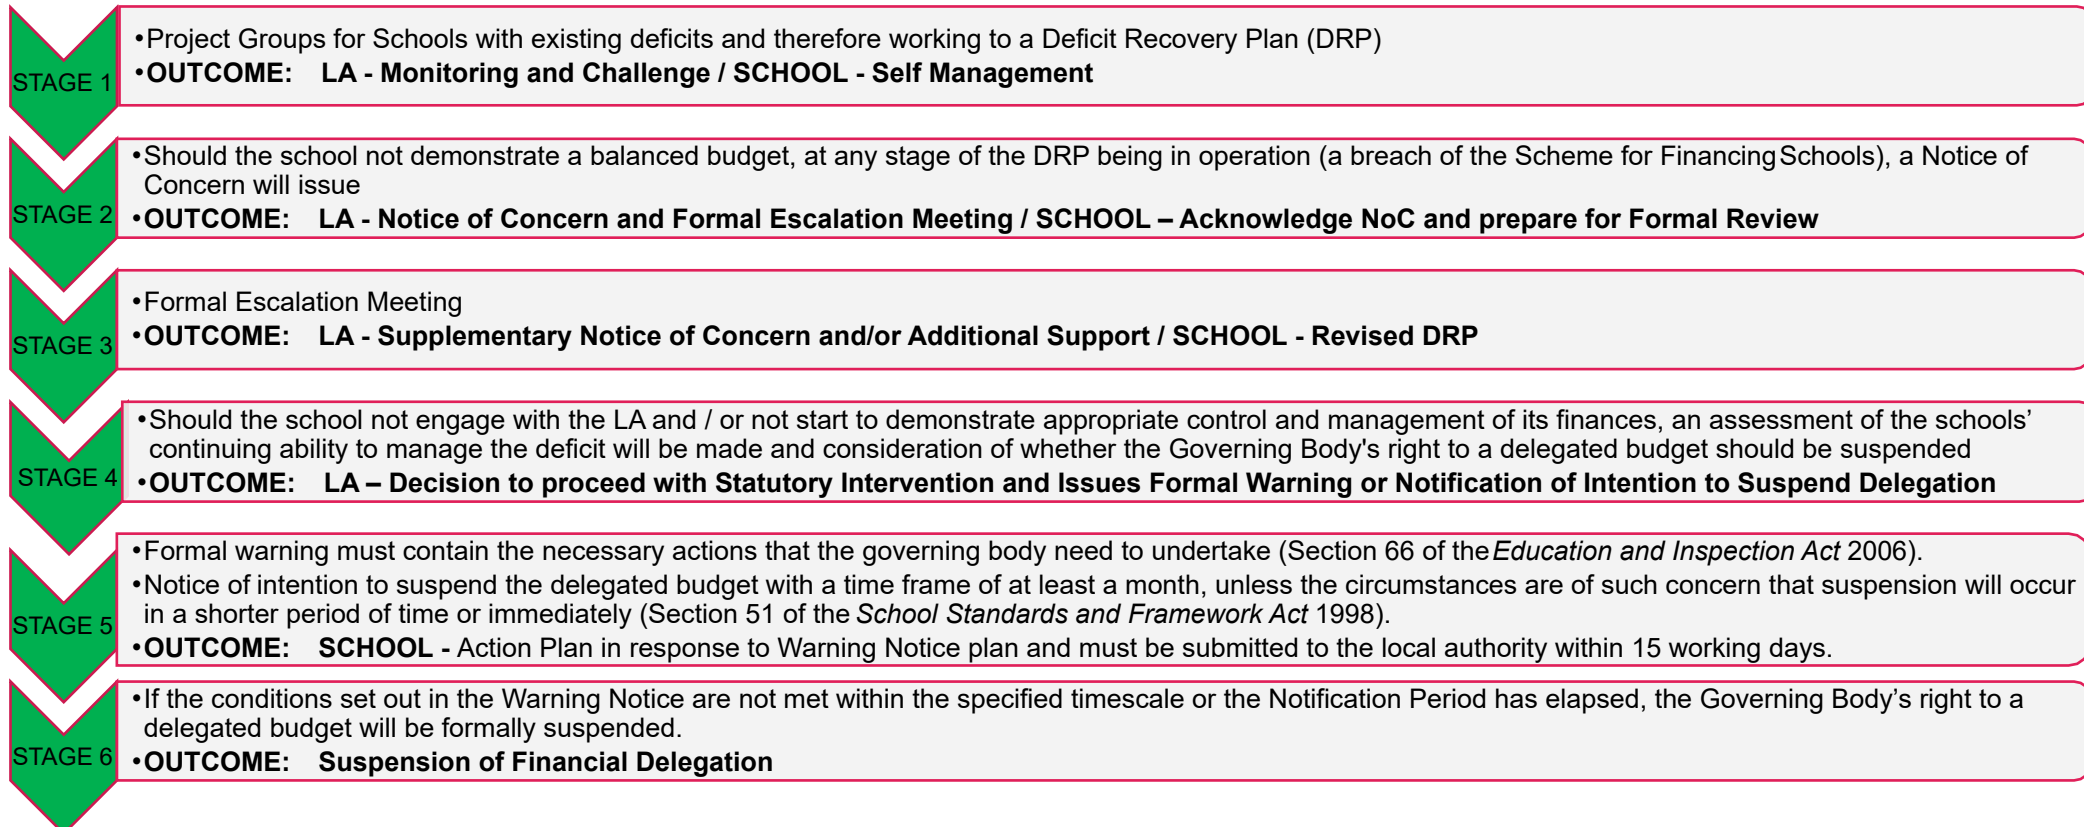 STAGE 1
•Project Groups for Schools with existing deficits and therefore working to a Deficit Recovery Plan (DRP)
•OUTCOME: LA - Monitoring and Challenge / SCHOOL - Self Management
STAGE 2
•Should the school not demonstrate a balanced budget, at any stage of the DRP being in operation (a breach of the Scheme for Financing Schools), a Notice of
Concern will issue
•OUTCOME: LA - Notice of Concern and Formal Escalation Meeting / SCHOOL – Acknowledge NoC and prepare for Formal Review
STAGE 3
•Formal Escalation Meeting
•OUTCOME: LA - Supplementary Notice of Concern and/or Additional Support / SCHOOL - Revised DRP
STAGE 4
•Should the school not engage with the LA and / or not start to demonstrate appropriate control and management of its finances, an assessment of the schools'
continuing ability to manage the deficit will be made and consideration of whether the Governing Body's right to a delegated budget should be suspended
•OUTCOME: LA – Decision to proceed with Statutory Intervention and Issues Formal Warning or Notification of Intention to Suspend Delegation
STAGE 5
•Formal warning must contain the necessary actions that the governing body need to undertake (Section 66 of the Education and Inspection Act 2006).
•Notice of intention to suspend the delegated budget with a time frame of at least a month, unless the circumstances are of such concern that suspension will occur
in a shorter period of time or immediately (Section 51 of the School Standards and Framework Act 1998).
•OUTCOME: SCHOOL - Action Plan in response to Warning Notice plan and must be submitted to the local authority within 15 working days.
STAGE 6
•If the conditions set out in the Warning Notice are not met within the specified timescale or the Notification Period has elapsed, the Governing Body’s right to a
delegated budget will be formally suspended.
•OUTCOME: Suspension of Financial Delegation